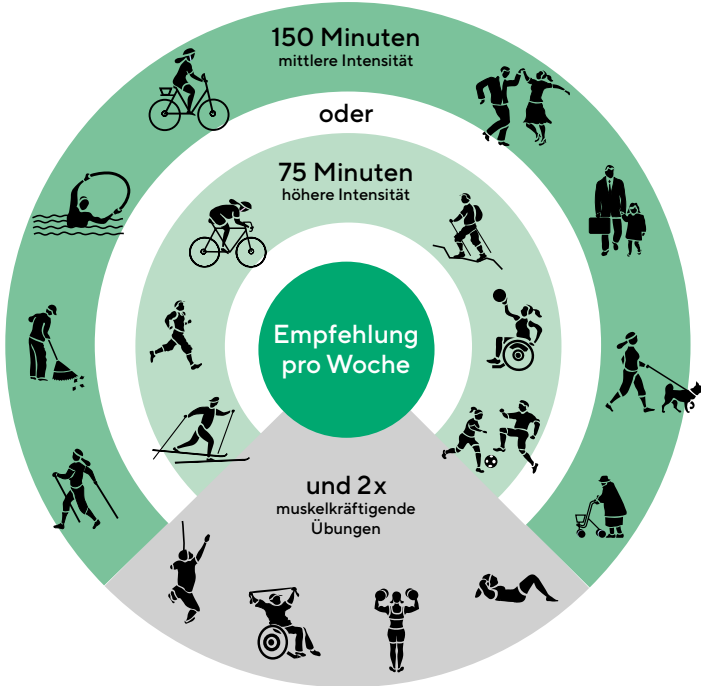 150 Minuten
mittlere Intensität
oder
75 Minuten
höhere Intensität
Empfehlung
pro Woche
und 2x
muskelkräftigende
Übungen